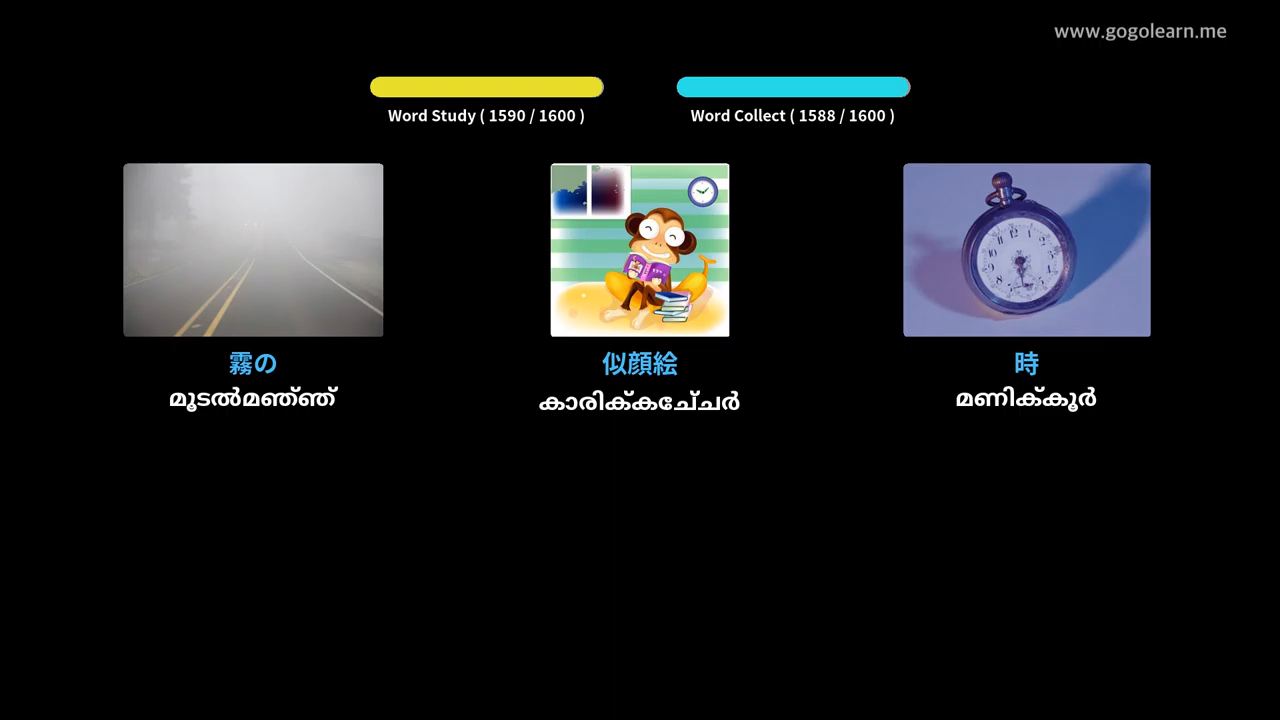 www.gogolearn.me
Word Study ( 1590 / 1600 )
Word Collect ( 1588 / 1600 )
霧の
似顔絵
時
മൂടൽമഞ്ഞ്
കാരിക്കച്ചേർ
മണിക്കൂർ